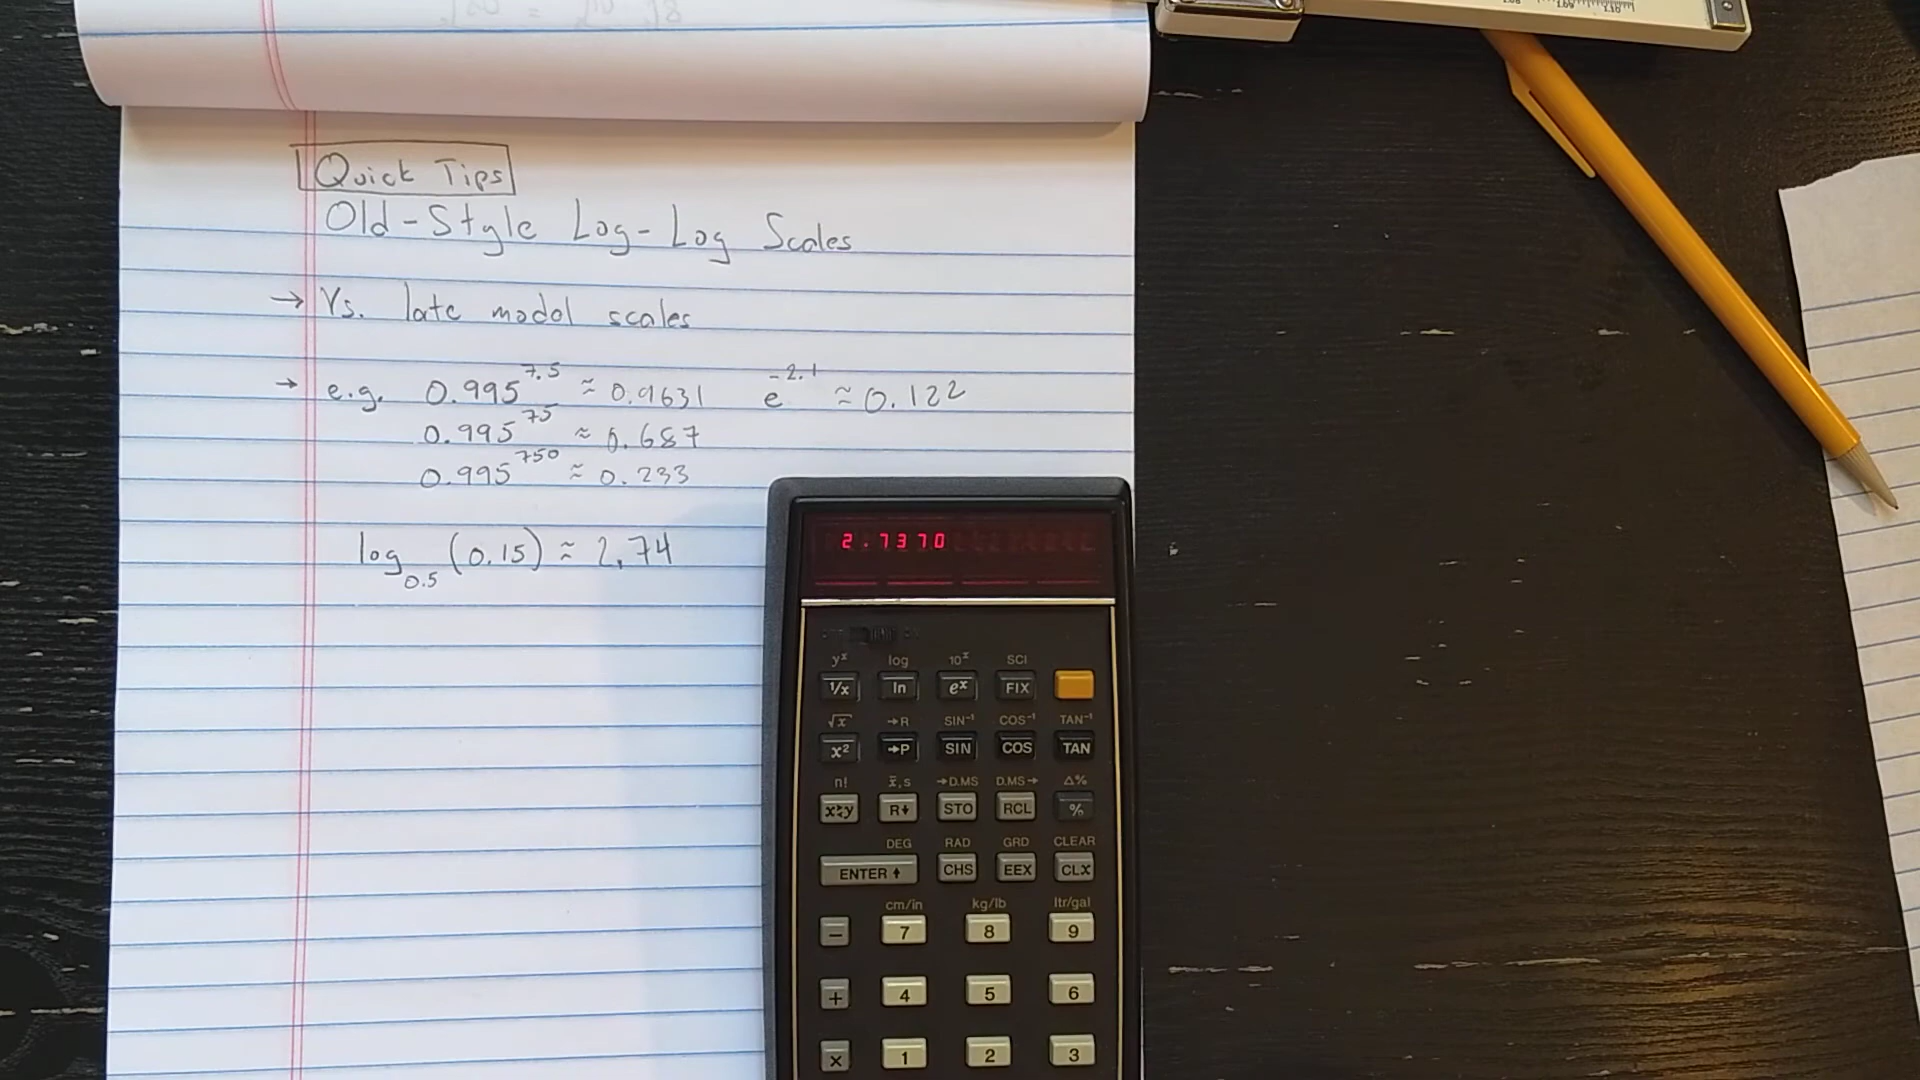 Quick Tips
Old-Style Log-Log Scales
→ Vs. late model scales
→ e.g. 0.995^7.5 ≈ 0.9631 e^-2.1 ≈ 0.122
0.995^75 ≈ 0.687
0.995^750 ≈ 0.233
log_0.5 (0.15) ≈ 2.74
2.7370
y^x log 10^x SCI
1/x ln e^x FIX
√x →R SIN⁻¹ COS⁻¹ TAN⁻¹
x² →P SIN COS TAN
n! x̄,s →D.MS D.MS→ Δ%
x≷y R↓ STO RCL %
DEG RAD GRD CLEAR
ENTER ↑ CHS EEX CLX
cm/in kg/lb ltr/gal
− 7 8 9
+ 4 5 6
× 1 2 3